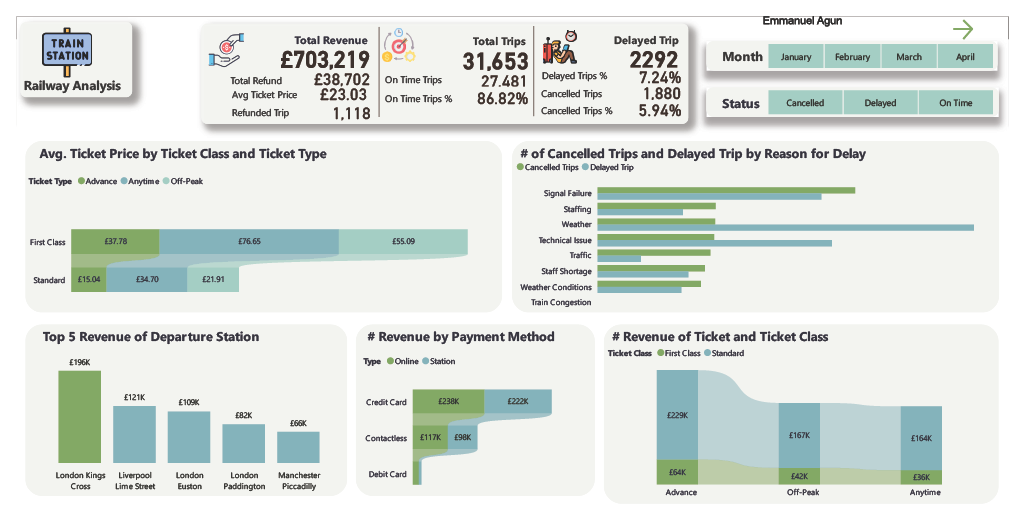 Emmanuel Agun
TRAIN
STATION
Railway Analysis
Total Revenue
£703,219
Total Refund £38,702
Avg Ticket Price £23.03
Refunded Trip 1,118
Total Trips
31,653
On Time Trips 27.481
On Time Trips % 86.82%
Delayed Trip
2292
Delayed Trips % 7.24%
Cancelled Trips 1,880
Cancelled Trips % 5.94%
Month January February March April
Status Cancelled Delayed On Time
Avg. Ticket Price by Ticket Class and Ticket Type
Ticket Type Advance Anytime Off-Peak
First Class £37.78 £76.65 £55.09
Standard £15.04 £34.70 £21.91
# of Cancelled Trips and Delayed Trip by Reason for Delay
Cancelled Trips Delayed Trip
Signal Failure
Staffing
Weather
Technical Issue
Traffic
Staff Shortage
Weather Conditions
Train Congestion
Top 5 Revenue of Departure Station
£196K £121K £109K £82K £66K
London Kings Liverpool London London Manchester
Cross Lime Street Euston Paddington Piccadilly
# Revenue by Payment Method
Type Online Station
Credit Card £238K £222K
Contactless £117K £98K
Debit Card
# Revenue of Ticket and Ticket Class
Ticket Class First Class Standard
£229K £167K £164K
£64K £42K £36K
Advance Off-Peak Anytime